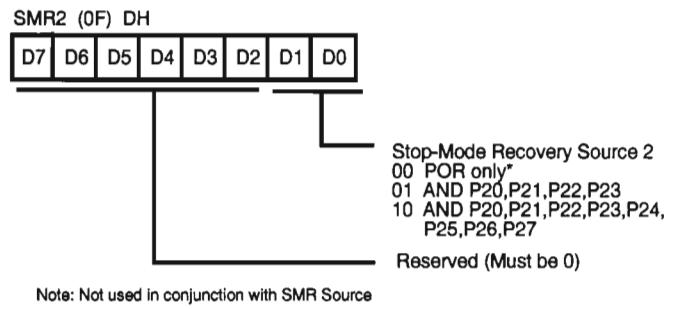 SMR2 (0F) DH
D7 D6 D5 D4 D3 D2 D1 D0
Stop-Mode Recovery Source 2
00 POR only*
01 AND P20,P21,P22,P23
10 AND P20,P21,P22,P23,P24,
P25,P26,P27
Reserved (Must be 0)
Note: Not used in conjunction with SMR Source